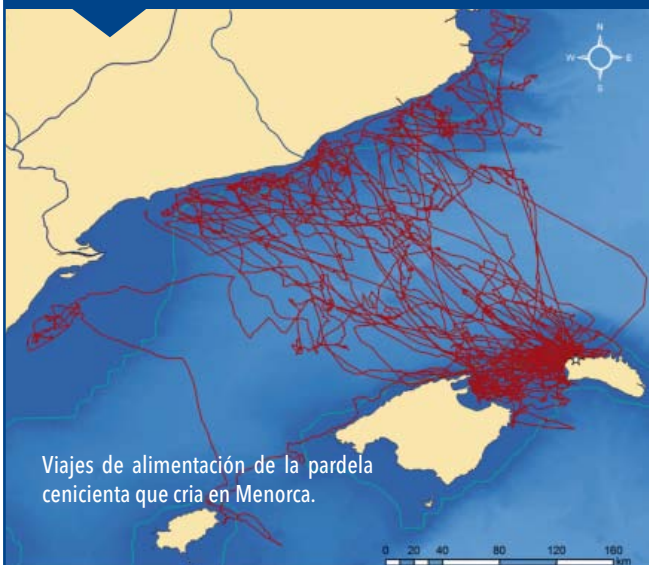 N
W E
S
Viajes de alimentación de la pardela
cenicienta que cria en Menorca.
0 20 40 80 120 160
km